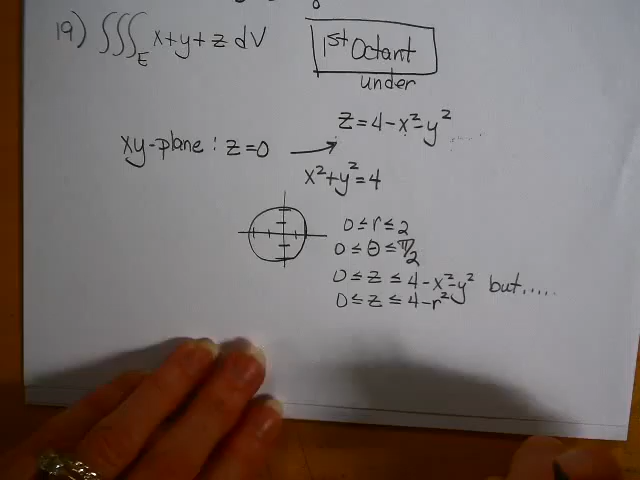 19) ∭_E x+y+z dV
1st Octant
under
z=4-x²-y²
xy-plane: z=0 →
x²+y²=4
0≤r≤2
0≤θ≤π/2
0≤z≤4-x²-y² but.....
0≤z≤4-r²